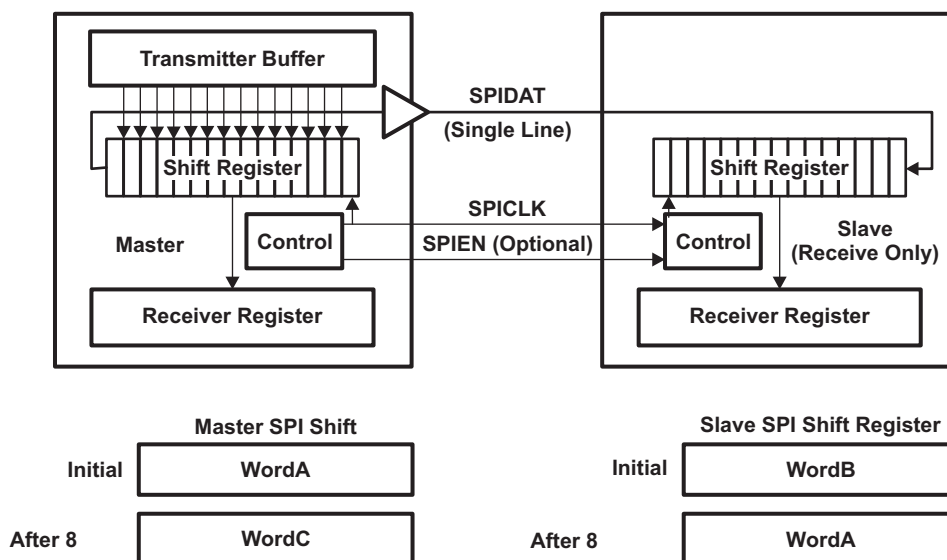 Transmitter Buffer
SPIDAT
(Single Line)
Shift Register
Shift Register
SPICLK
Master
Control
SPIEN (Optional)
Control
Slave
(Receive Only)
Receiver Register
Receiver Register
Master SPI Shift
Slave SPI Shift Register
Initial
WordA
Initial
WordB
After 8
WordC
After 8
WordA